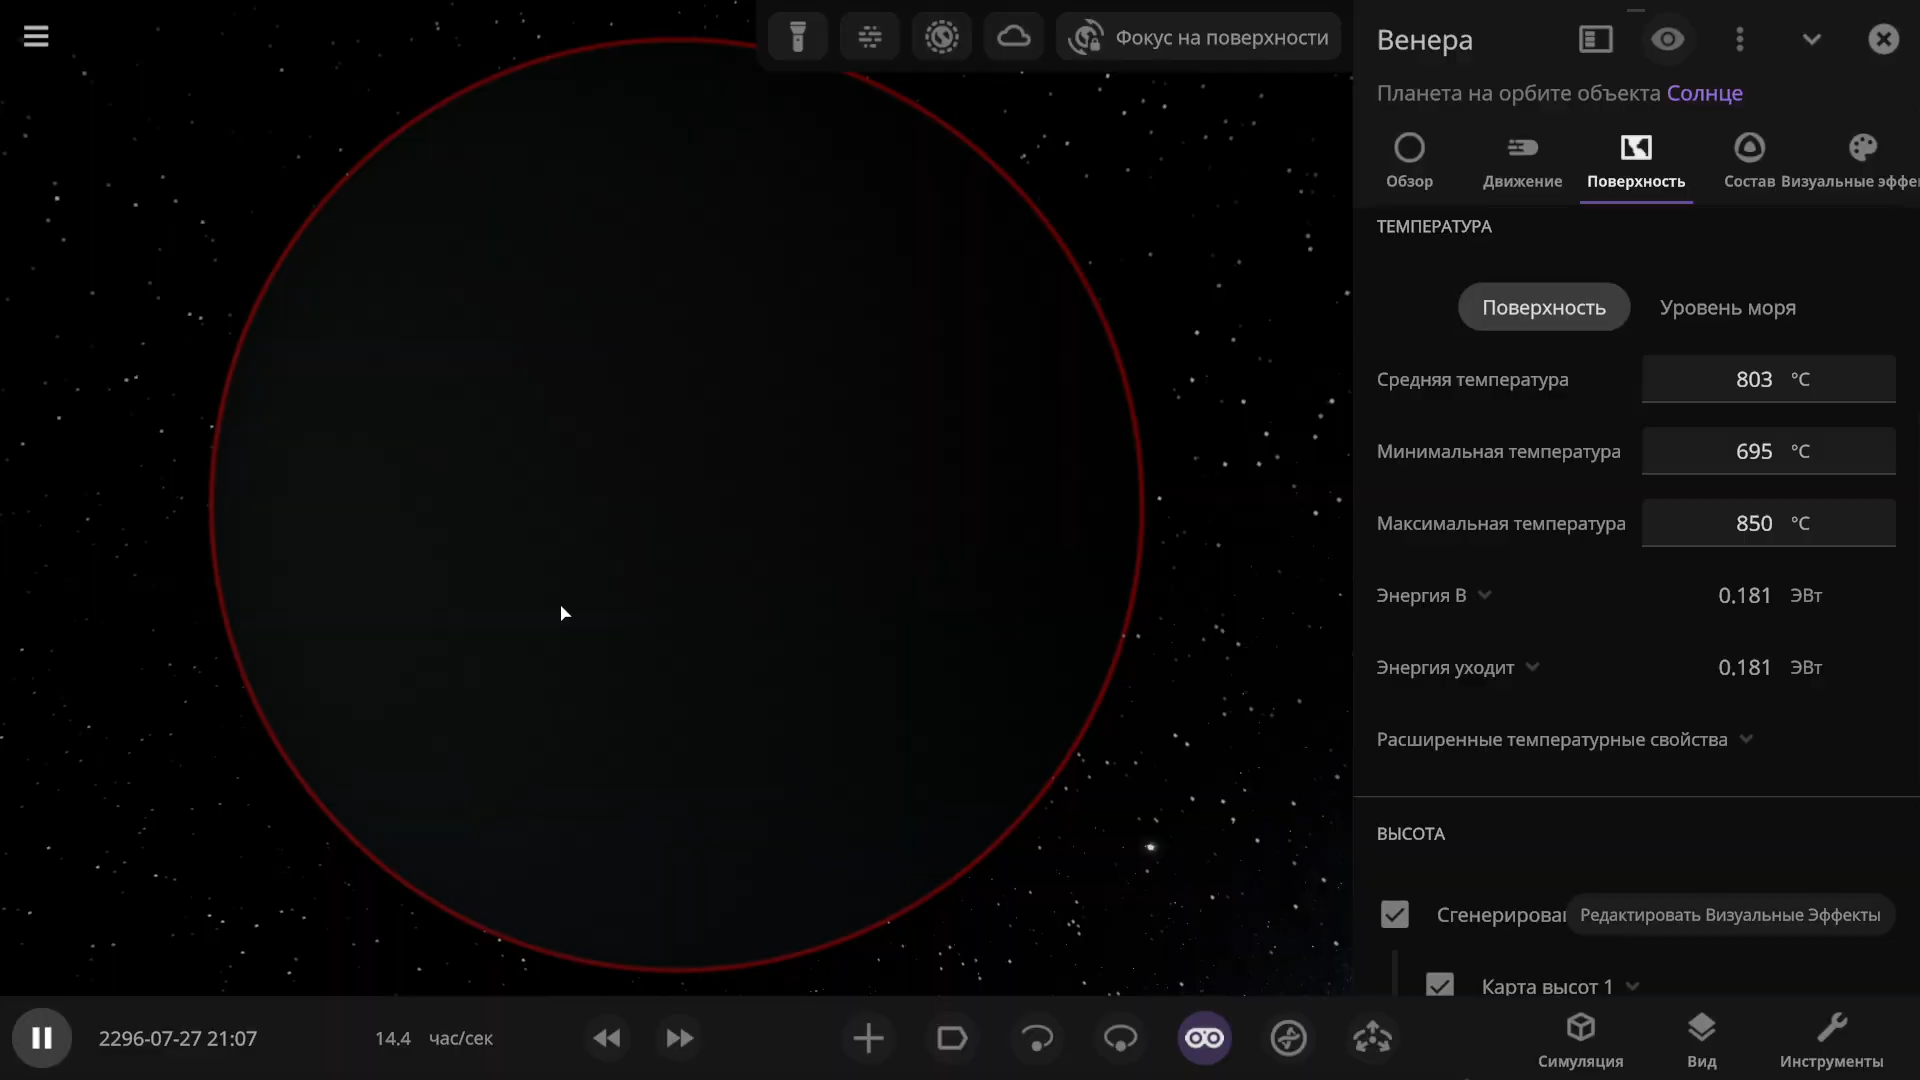 Фокус на поверхности
Венера
Планета на орбите объекта Солнце
Обзор
Движение
Поверхность
Состав
Визуальные эффе
ТЕМПЕРАТУРА
Поверхность
Уровень моря
Средняя температура 803 °C
Минимальная температура 695 °C
Максимальная температура 850 °C
Энергия В 0.181 ЭВт
Энергия уходит 0.181 ЭВт
Расширенные температурные свойства
ВЫСОТА
Сгенерирова Редактировать Визуальные Эффекты
Карта высот 1
2296-07-27 21:07
14.4 час/сек
Симуляция
Вид
Инструменты